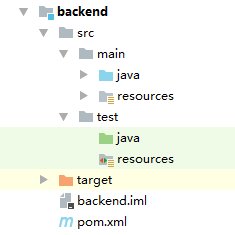 backend
src
main
java
resources
test
java
resources
target
backend.iml
pom.xml